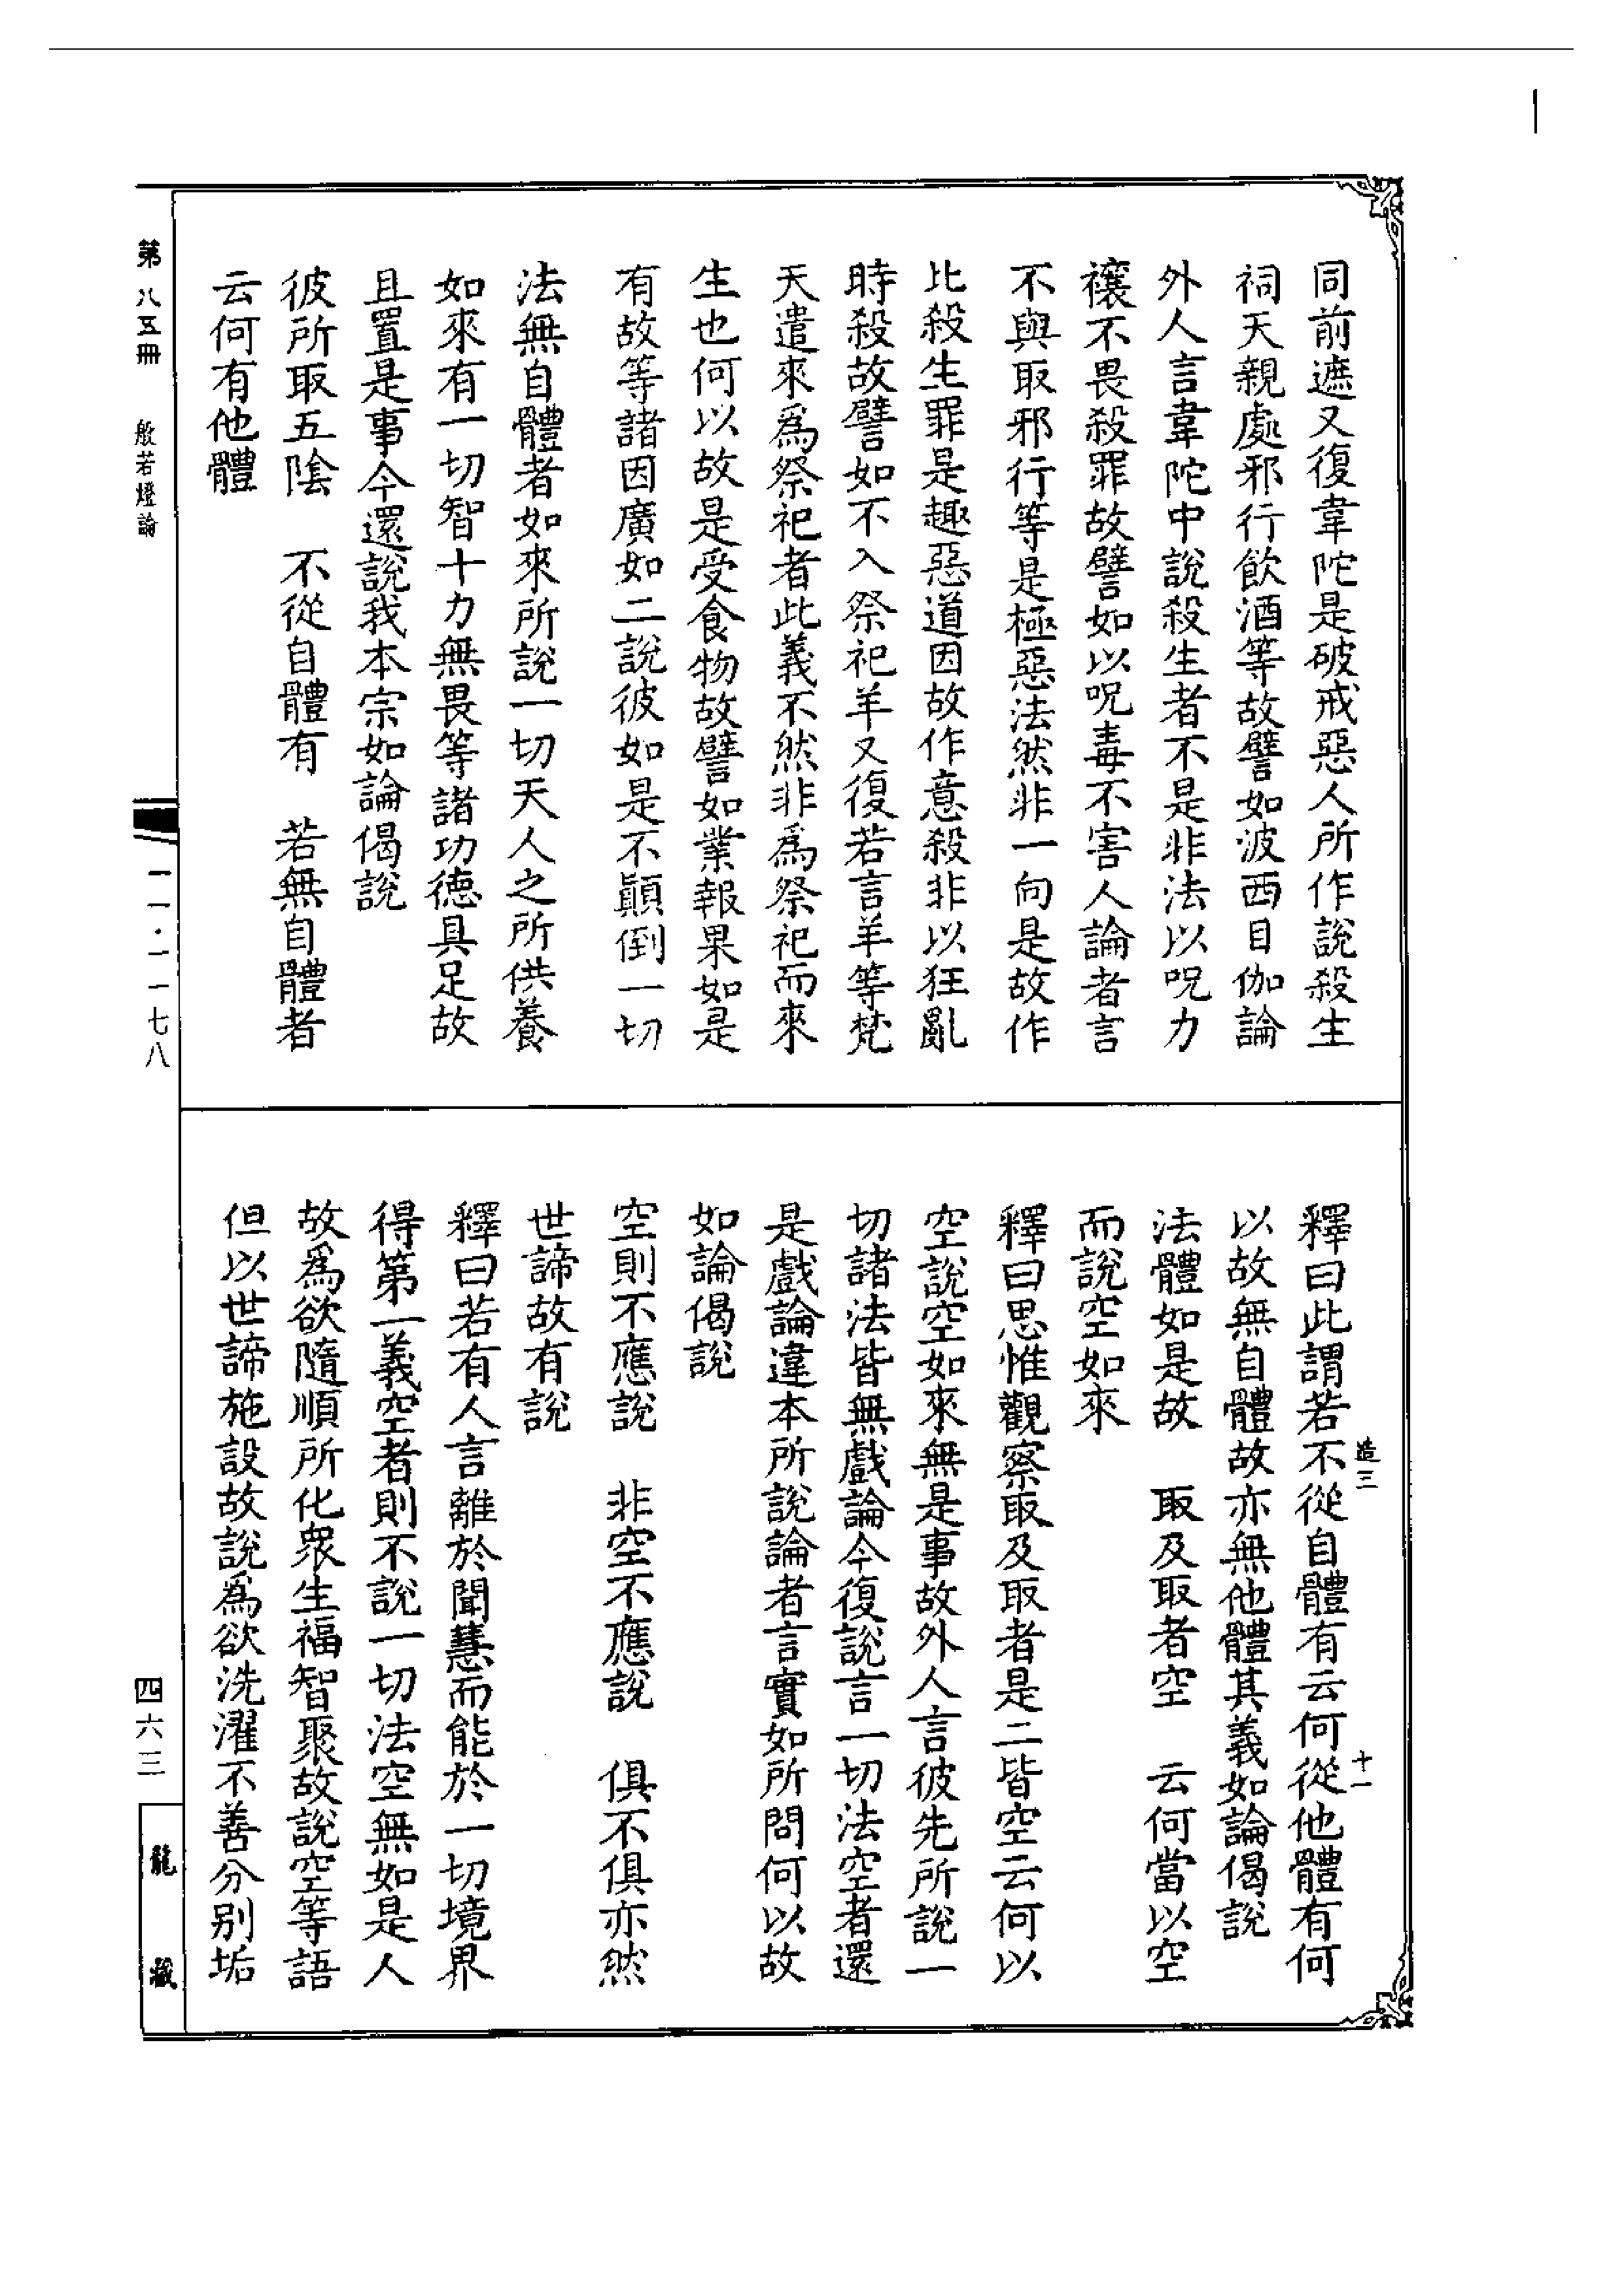 同前遮又復韋陀是破戒惡人所作說殺生
祠天親處邪行飲酒等故譬如波西目伽論
外人言韋陀中說殺生者不是非法以呪力
禳不畏殺罪故譬如以呪毒不害人論者言
不與取邪行等是極惡法然非一向是故作
比殺生罪是趣惡道因故作意殺非以狂亂
時殺故譬如不入祭祀羊又復若言羊等梵
天遣來爲祭祀者此義不然非爲祭祀而來
生也何以故是受食物故譬如業報果如是
有故等諸因廣如二說彼如是不顛倒一切
法無自體者如來所說一切天人之所供養
如來有一切智十力無畏等諸功德具足故
且置是事今還說我本宗如論偈說
彼所取五陰　不從自體有　若無自體者
云何有他體
釋曰此謂若不從自體有云何從他體有何
以故無自體故亦無他體其義如論偈說
法體如是故　取及取者空　云何當以空
而說空如來
釋曰思惟觀察取及取者是二皆空云何以
空說空如來無是事故外人言彼先所說一
切諸法皆無戲論今復說言一切法空者還
是戲論違本所說論者言實如所問何以故
如論偈說
空則不應說　非空不應說　俱不俱亦然
世諦故有說
釋曰若有人言離於聞慧而能於一切境界
得第一義空者則不說一切法空無如是人
故爲欲隨順所化衆生福智聚故說空等語
但以世諦施設故說爲欲洗濯不善分別垢
造三
十一
第八五冊　般若燈論
一一·一一七八
四六三
龍藏